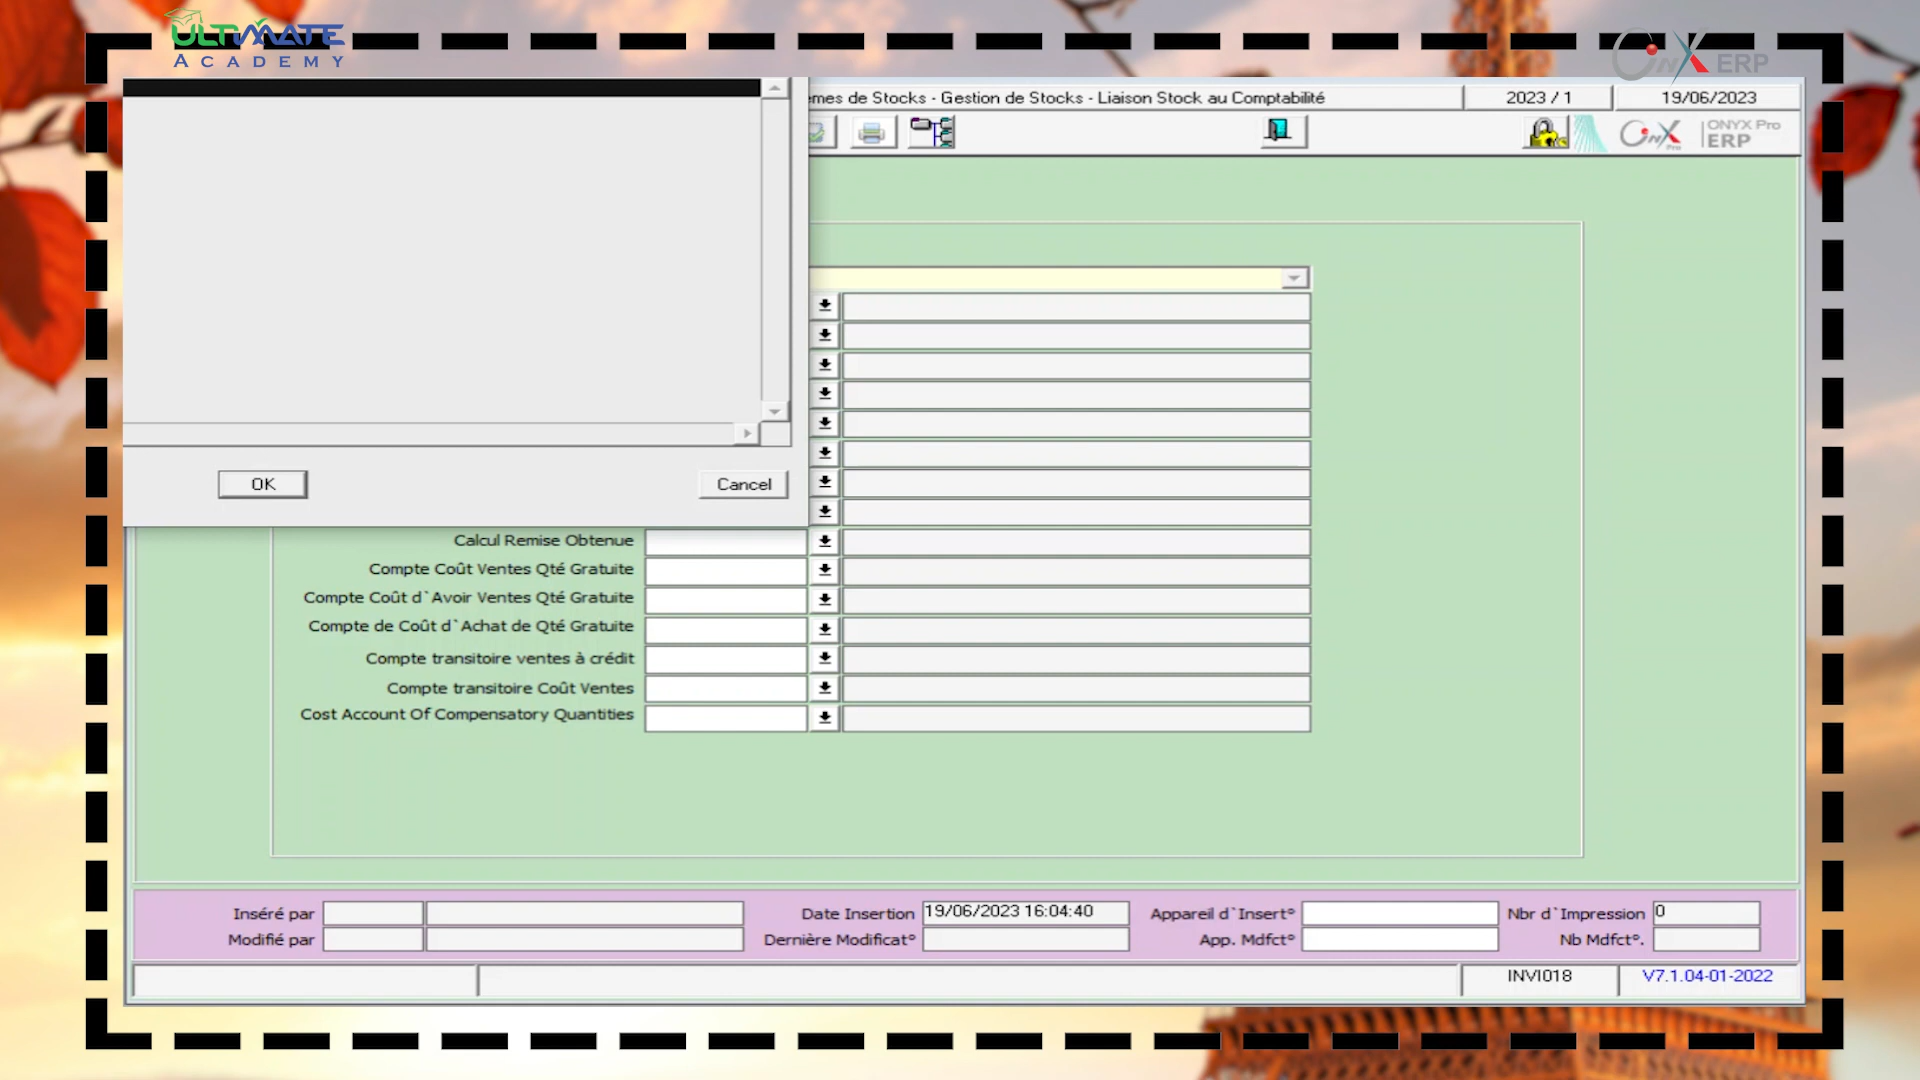 ULTIMATE
ACADEMY
OnX ERP
emes de Stocks - Gestion de Stocks - Liaison Stock au Comptabilité
2023 / 1
19/06/2023
OnX Pro
ONYX Pro
ERP
OK
Cancel
Calcul Remise Obtenue
Compte Coût Ventes Qté Gratuite
Compte Coût d`Avoir Ventes Qté Gratuite
Compte de Coût d`Achat de Qté Gratuite
Compte transitoire ventes à crédit
Compte transitoire Coût Ventes
Cost Account Of Compensatory Quantities
Inséré par
Date Insertion 19/06/2023 16:04:40
Appareil d`Insert°
Nbr d`Impression 0
Modifié par
Dernière Modificat°
App. Mdfct°
Nb Mdfct°.
INVI018
V7.1.04-01-2022